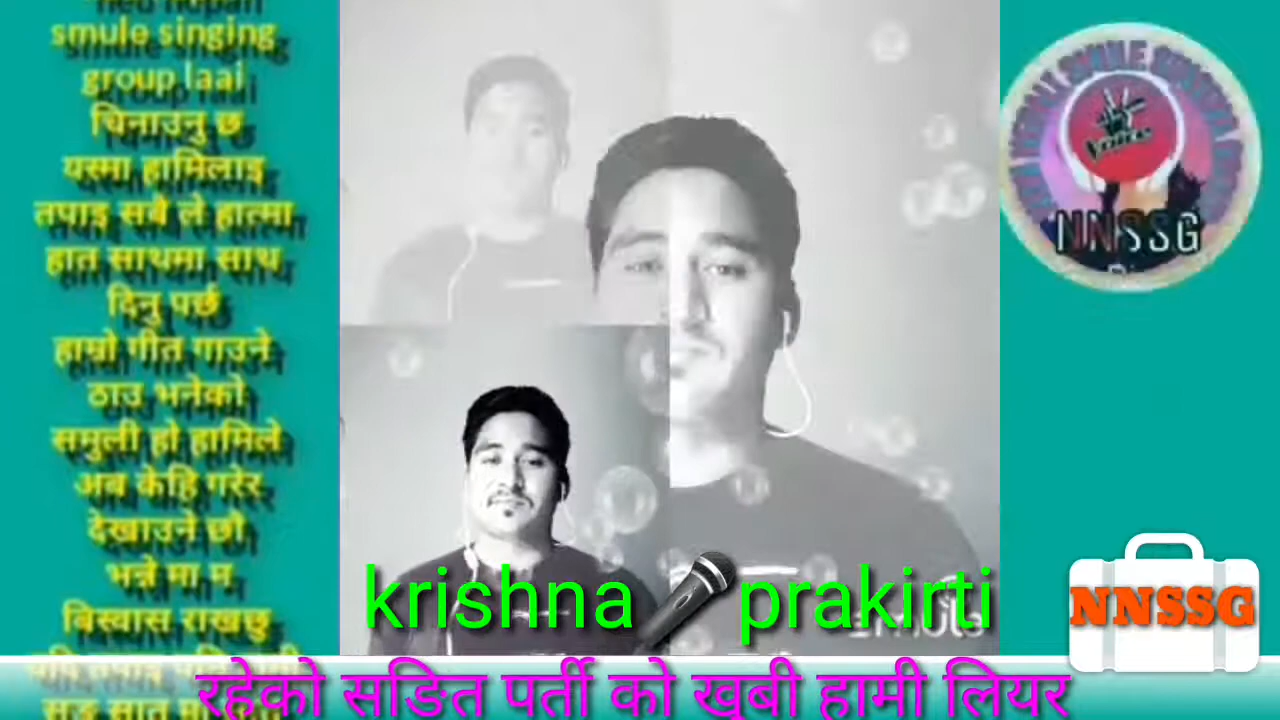 smule singing
group laai
चिनाउनु छ
यस्मा हामिलाइ
तपाइ सबै ले हात्मा
हात साथमा साथ
दिनु पर्छ
हाम्रो गीत गाउने
ठाउ भनेको
समुली हो हामिले
अब केहि गरेर
देखाउने छौ
भन्ने मा म
बिस्वास राखछु
NNSSG
krishna prakirti
NNSSG
रहेको सङित पर्ती को खुबी हामी लियर